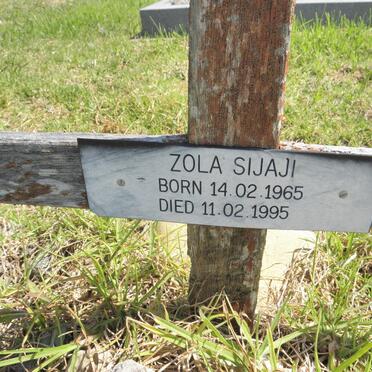 ZOLA SIJAJI
BORN 14.02.1965
DIED 11.02.1995